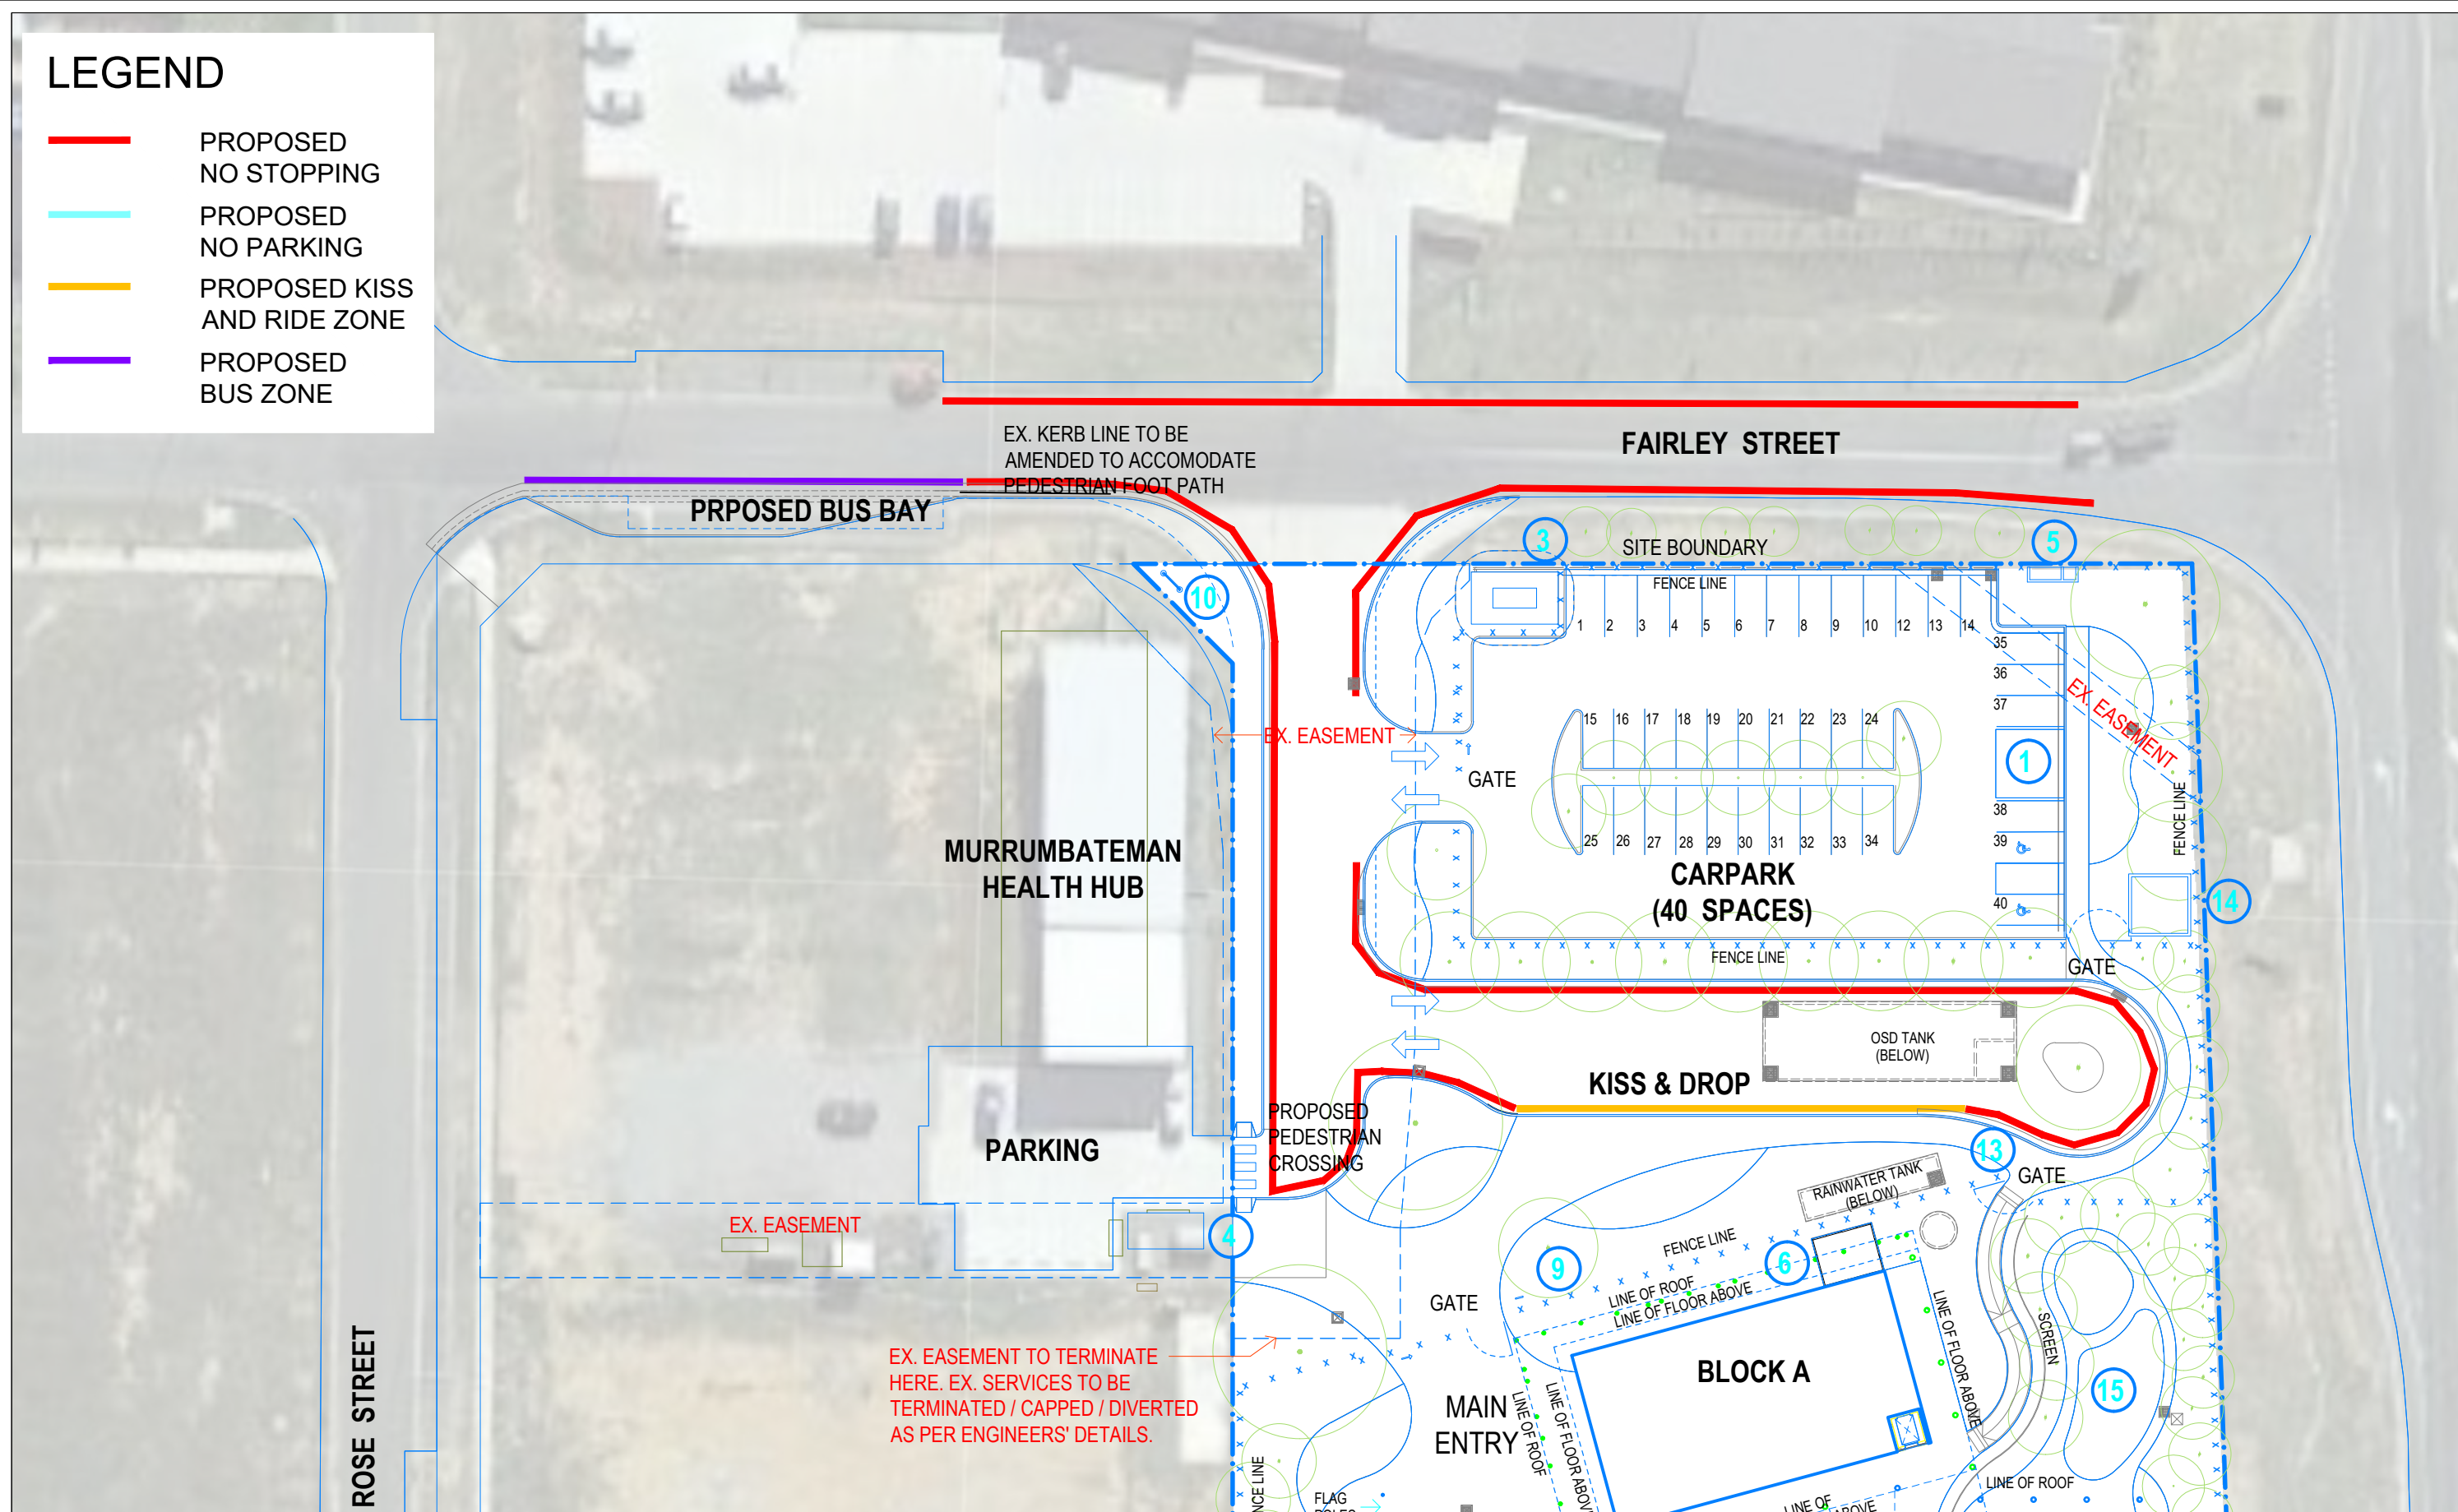 LEGEND
PROPOSED
NO STOPPING
PROPOSED
NO PARKING
PROPOSED KISS
AND RIDE ZONE
PROPOSED
BUS ZONE
EX. KERB LINE TO BE
AMENDED TO ACCOMODATE
PEDESTRIAN FOOT PATH
FAIRLEY STREET
PRPOSED BUS BAY
3
5
SITE BOUNDARY
FENCE LINE
10
1 2 3 4 5 6 7 8 9 10 12 13 14
35
36
37
EX. EASEMENT
15 16 17 18 19 20 21 22 23 24
EX. EASEMENT
GATE
1
FENCE LINE
38
39
40
25 26 27 28 29 30 31 32 33 34
MURRUMBATEMAN
HEALTH HUB
CARPARK
(40 SPACES)
14
FENCE LINE
GATE
OSD TANK
(BELOW)
KISS & DROP
PROPOSED
PEDESTRIAN
CROSSING
PARKING
13
GATE
RAINWATER TANK
(BELOW)
EX. EASEMENT
4
FENCE LINE
9
6
LINE OF ROOF
LINE OF FLOOR ABOVE
GATE
LINE OF FLOOR ABOVE
SCREEN
EX. EASEMENT TO TERMINATE
HERE. EX. SERVICES TO BE
TERMINATED / CAPPED / DIVERTED
AS PER ENGINEERS' DETAILS.
BLOCK A
15
MAIN
ENTRY
LINE OF ROOF
LINE OF FLOOR ABOVE
ROSE STREET
LINE OF ROOF
FLAG
LINE OF